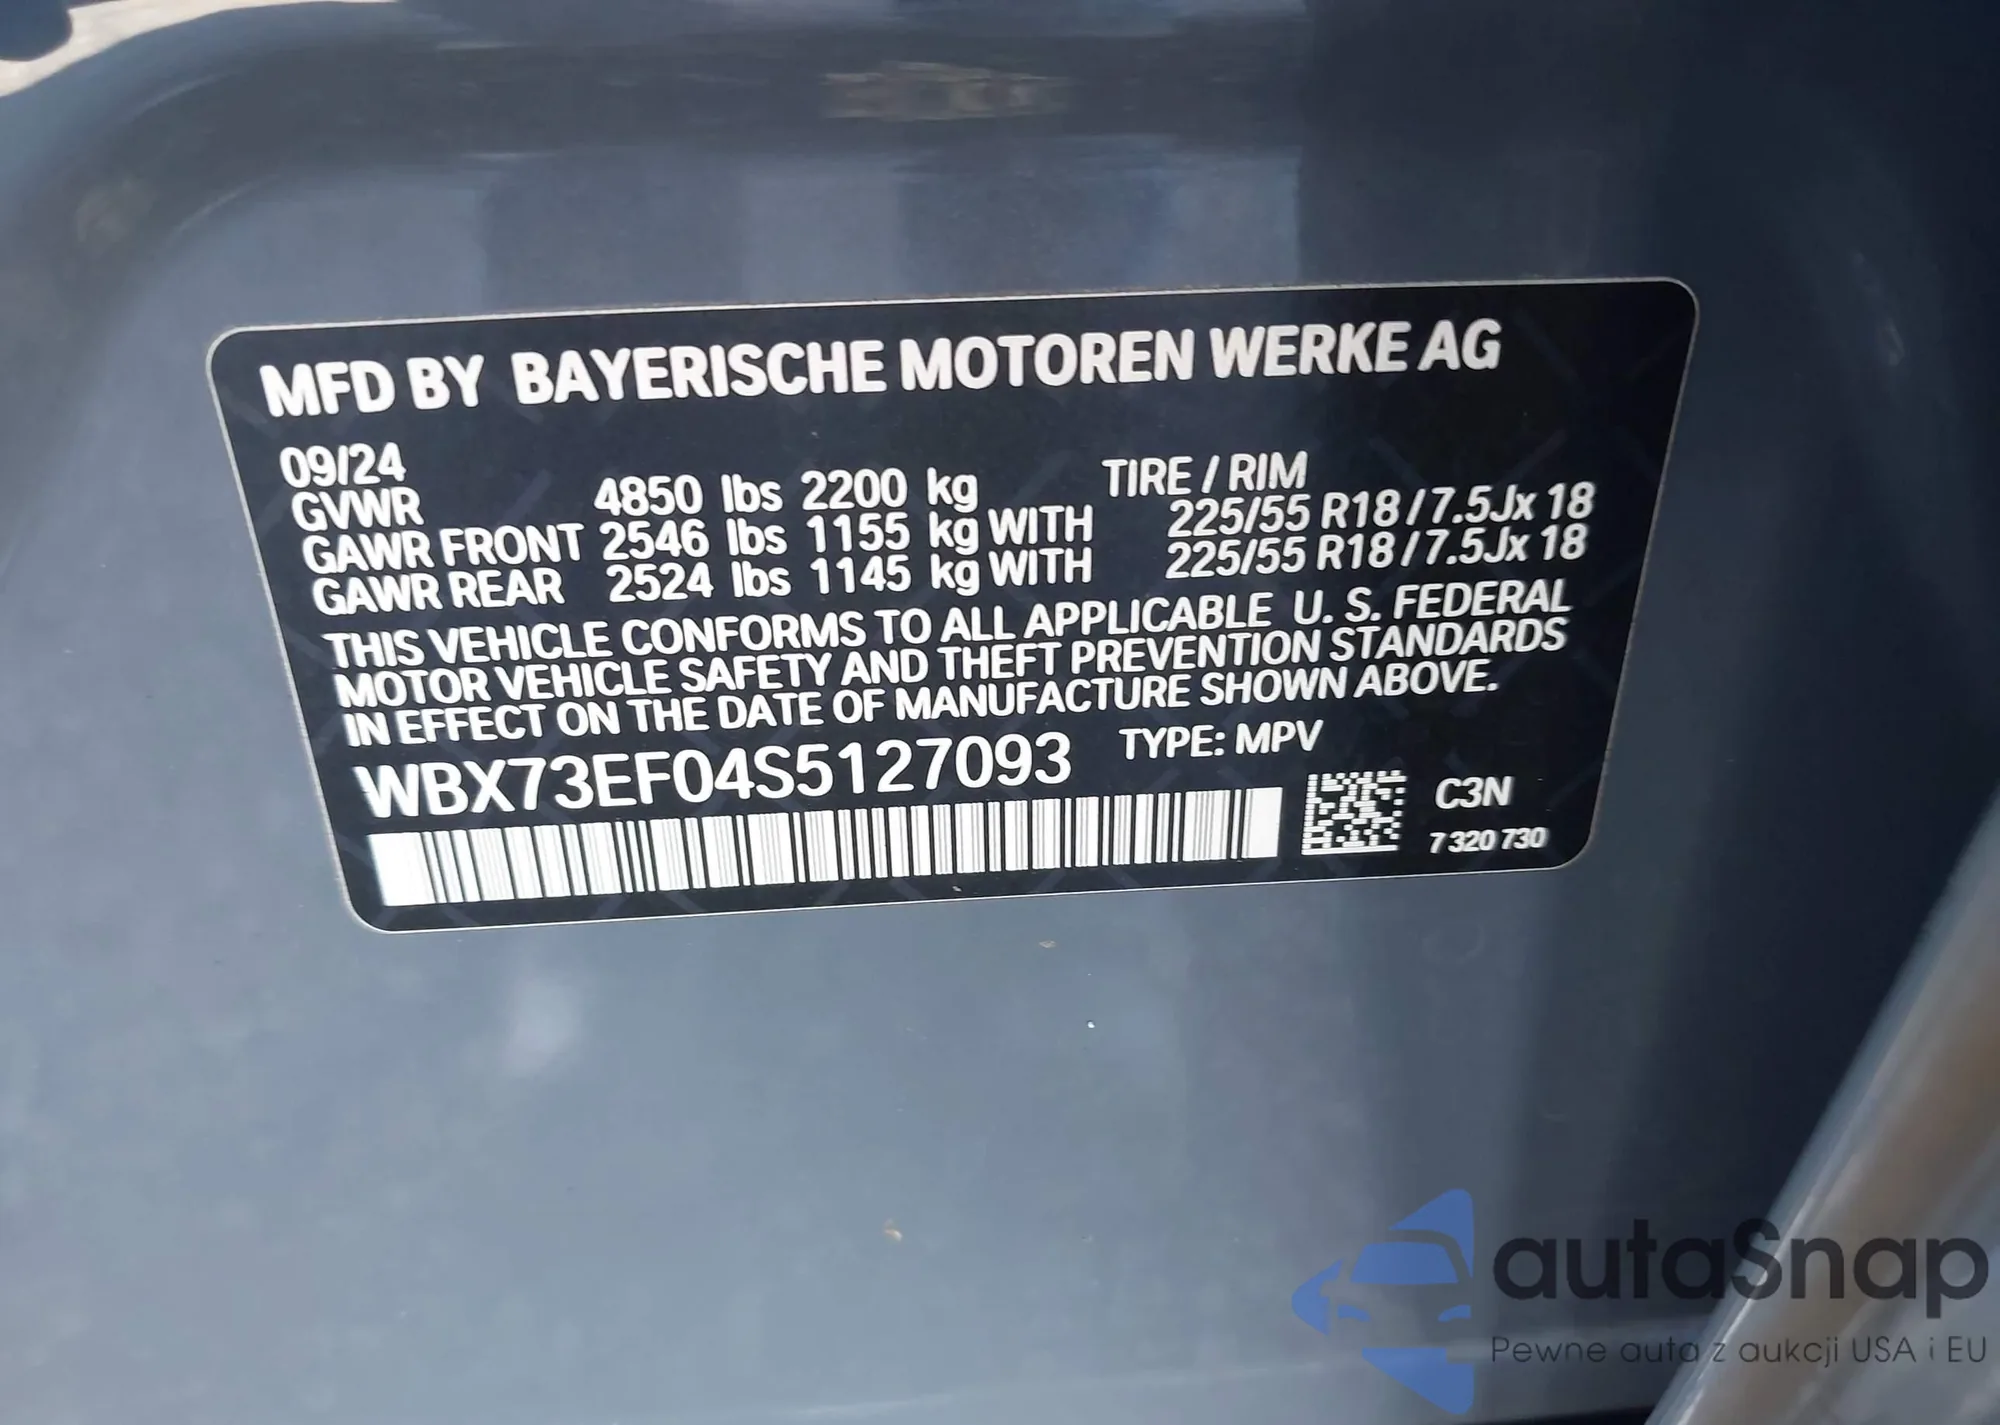 MFD BY BAYERISCHE MOTOREN WERKE AG
09/24
GVWR 4850 lbs 2200 kg TIRE / RIM
GAWR FRONT 2546 lbs 1155 kg WITH 225/55 R18 / 7.5Jx 18
GAWR REAR 2524 lbs 1145 kg WITH 225/55 R18 / 7.5Jx 18
THIS VEHICLE CONFORMS TO ALL APPLICABLE U. S. FEDERAL
MOTOR VEHICLE SAFETY AND THEFT PREVENTION STANDARDS
IN EFFECT ON THE DATE OF MANUFACTURE SHOWN ABOVE.
WBX73EF04S5127093 TYPE: MPV
C3N
7 320 730
autaSnap
Pewne auta z aukcji USA i EU